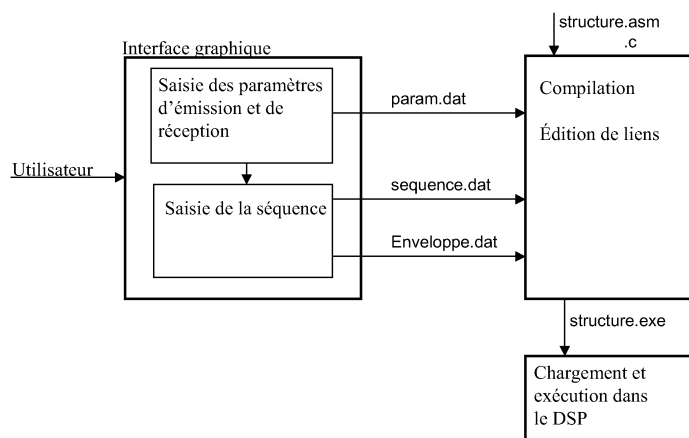 structure.asm
.c
Interface graphique
Saisie des paramètres
d’émission et de
réception
param.dat
Compilation
Édition de liens
Utilisateur
Saisie de la séquence
sequence.dat
Enveloppe.dat
structure.exe
Chargement et
exécution dans
le DSP